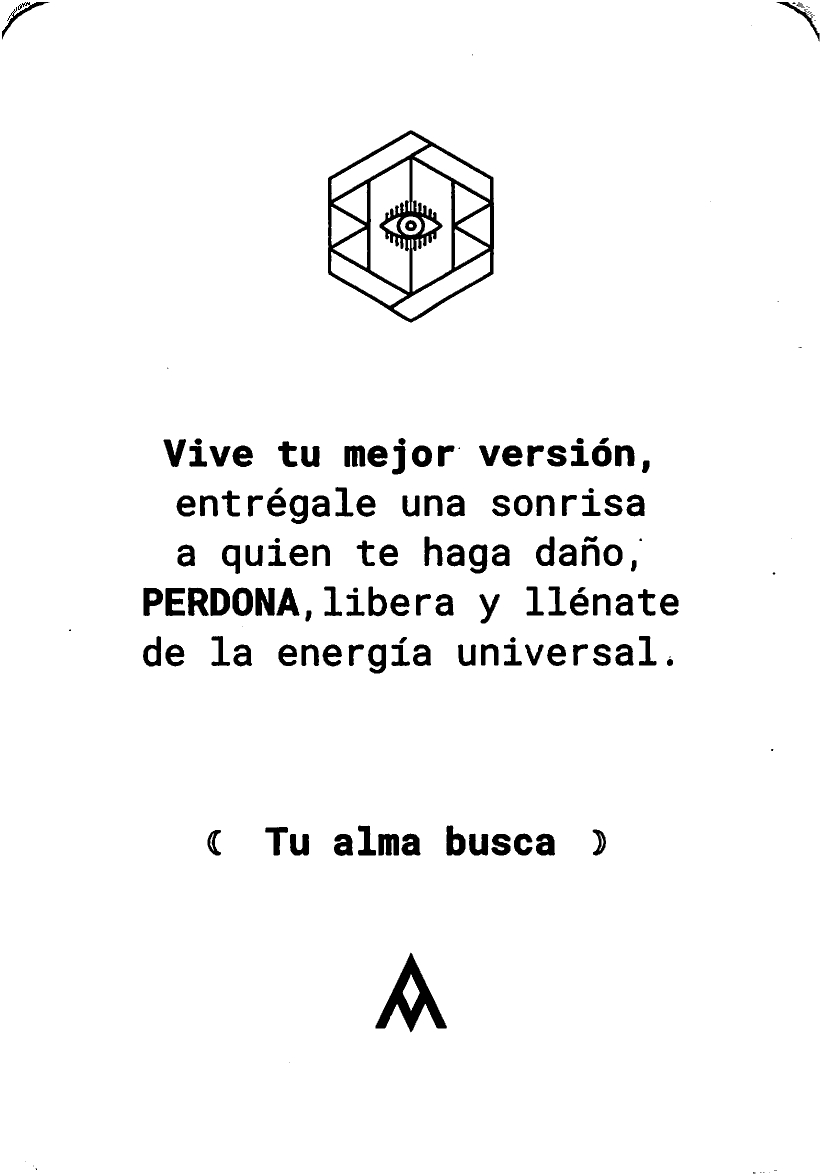 Vive tu mejor versión,
entrégale una sonrisa
a quien te haga daño,
PERDONA, libera y llénate
de la energía universal.
Tu alma busca